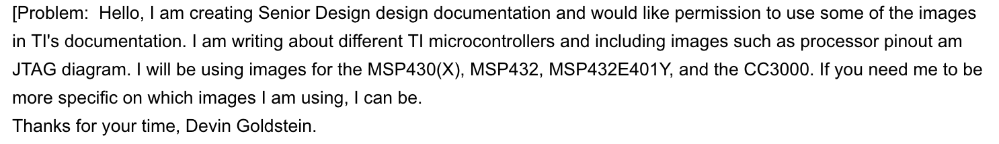 [Problem:  Hello, I am creating Senior Design design documentation and would like permission to use some of the images
in TI's documentation. I am writing about different TI microcontrollers and including images such as processor pinout am
JTAG diagram. I will be using images for the MSP430(X), MSP432, MSP432E401Y, and the CC3000. If you need me to be
more specific on which images I am using, I can be.
Thanks for your time, Devin Goldstein.